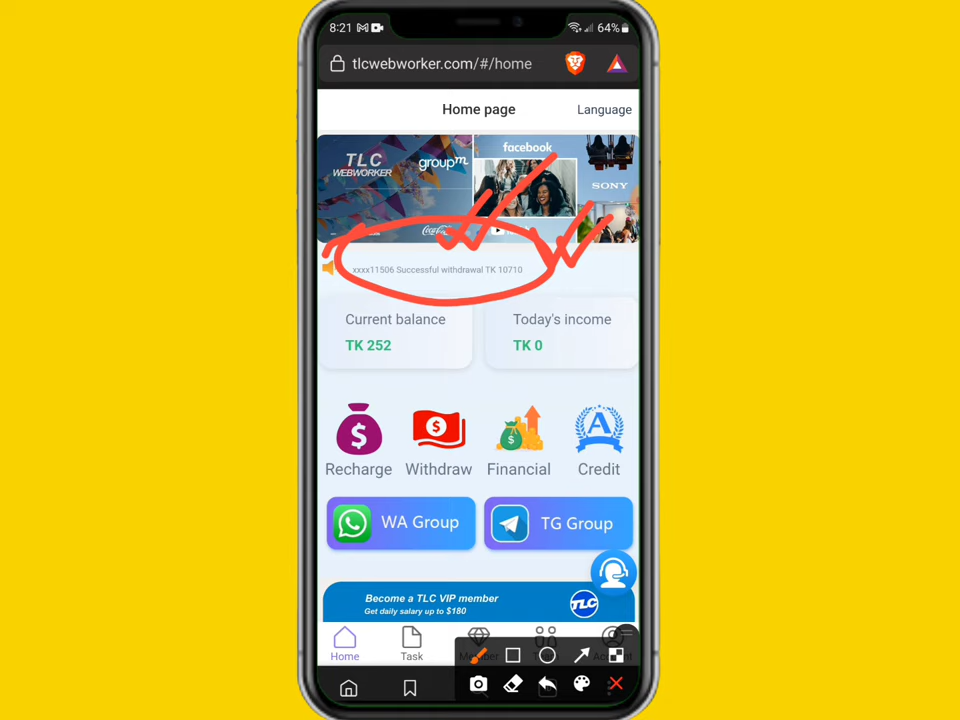 8:21
64%
tlcwebworker.com/#/home
Home page
Language
TLC
WEBWORKER
groupm
facebook
SONY
xxxx11506 Successful withdrawal TK 10710
Current balance
Today's income
TK 252
TK 0
Recharge
Withdraw
Financial
Credit
WA Group
TG Group
Become a TLC VIP member
Get daily salary up to $180
TLC
Home
Task